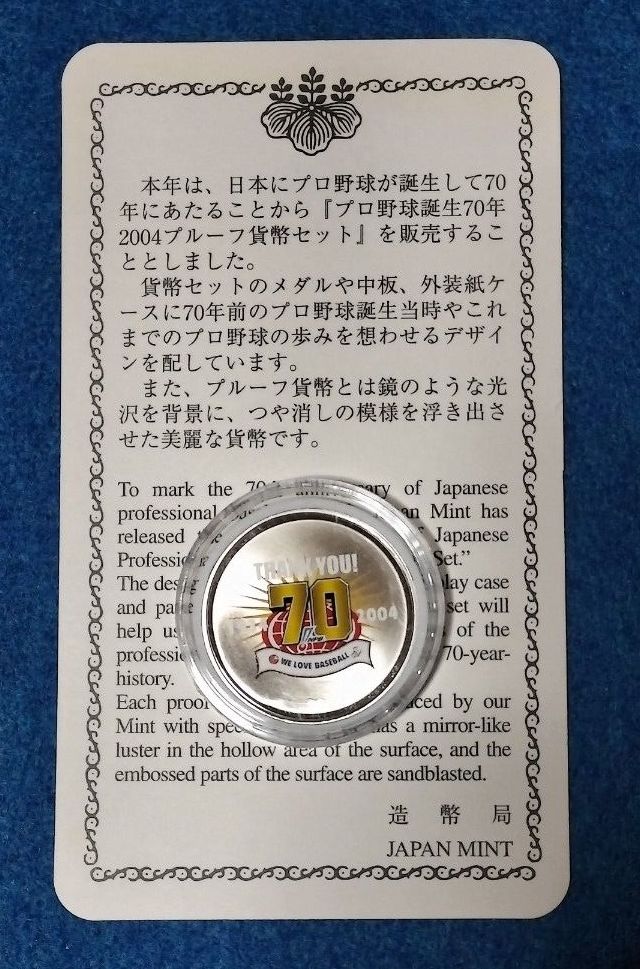 本年は、日本にプロ野球が誕生して70
年にあたることから『プロ野球誕生70年
2004プルーフ貨幣セット』を販売するこ
ととしました。
貨幣セットのメダルや中板、外装紙ケ
ースに70年前のプロ野球誕生当時やこれ
までのプロ野球の歩みを想わせるデザイ
ンを配しています。
また、プルーフ貨幣とは鏡のような光
沢を背景に、つや消しの模様を浮き出さ
せた美麗な貨幣です。
To mark the of Japanese
professional Mint has
released Japanese
Set.”
The case
and set will
help of the
70-year-
history.
Each proof by our
Mint with has a mirror-like
luster in the hollow area of the surface, and the
embossed parts of the surface are sandblasted.
造幣局
JAPAN MINT
THANK YOU!
70
2004
WE LOVE BASEBALL